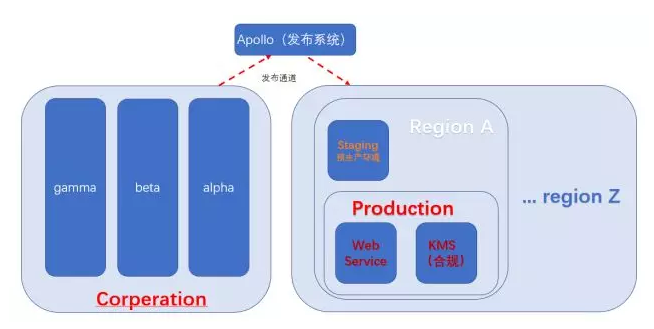 Apollo（发布系统）
发布通道
gamma
beta
alpha
Corperation
Region A
Staging
预生产环境
Production
Web
Service
KMS
（合规）
... region Z